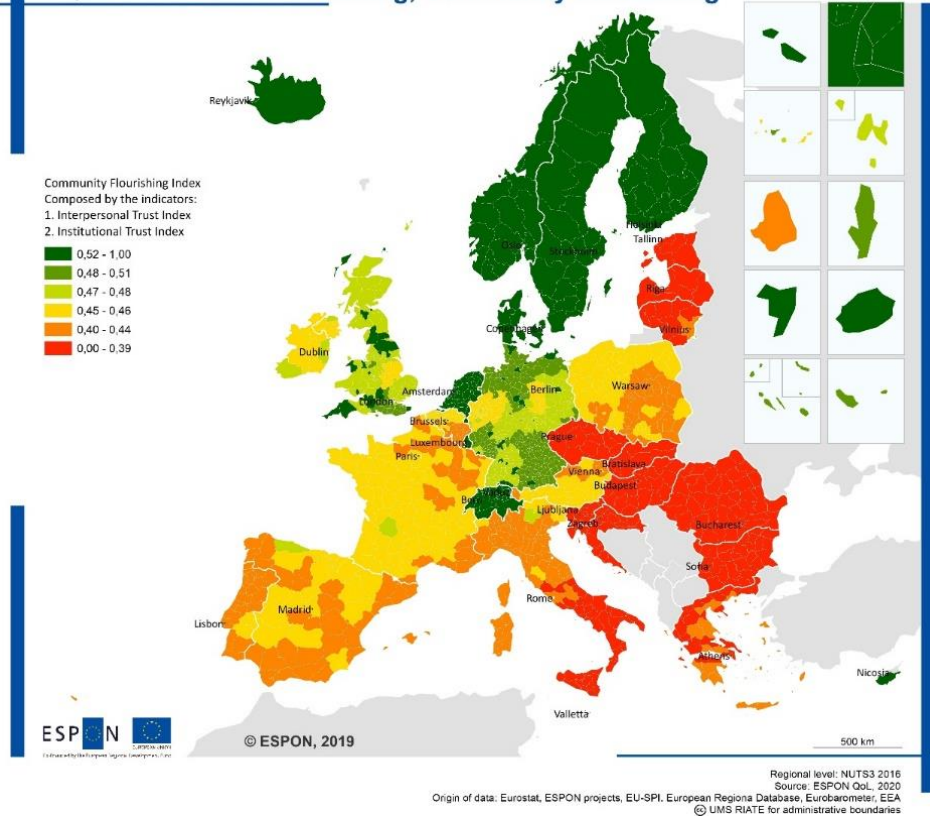 Reykjavik
Community Flourishing Index
Composed by the indicators:
1. Interpersonal Trust Index
2. Institutional Trust Index
0,52 - 1,00
0,48 - 0,51
0,47 - 0,48
0,45 - 0,46
0,40 - 0,44
0,00 - 0,39
Helsinki
Tallinn
Oslo
Stockholm
Riga
Copenhagen
Vilnius
Dublin
Amsterdam
Berlin
Warsaw
London
Brussels
Luxembourg
Prague
Paris
Vienna
Bratislava
Budapest
Ljubljana
Zagreb
Bucharest
Sofia
Rome
Madrid
Lisbon
Athens
Nicosia
Valletta
ESPON
EUROPEAN UNION
© ESPON, 2019
500 km
Regional level: NUTS3 2016
Source: ESPON QoL, 2020
Origin of data: Eurostat, ESPON projects, EU-SPI. European Regiona Database, Eurobarometer, EEA
UMS RIATE for administrative boundaries